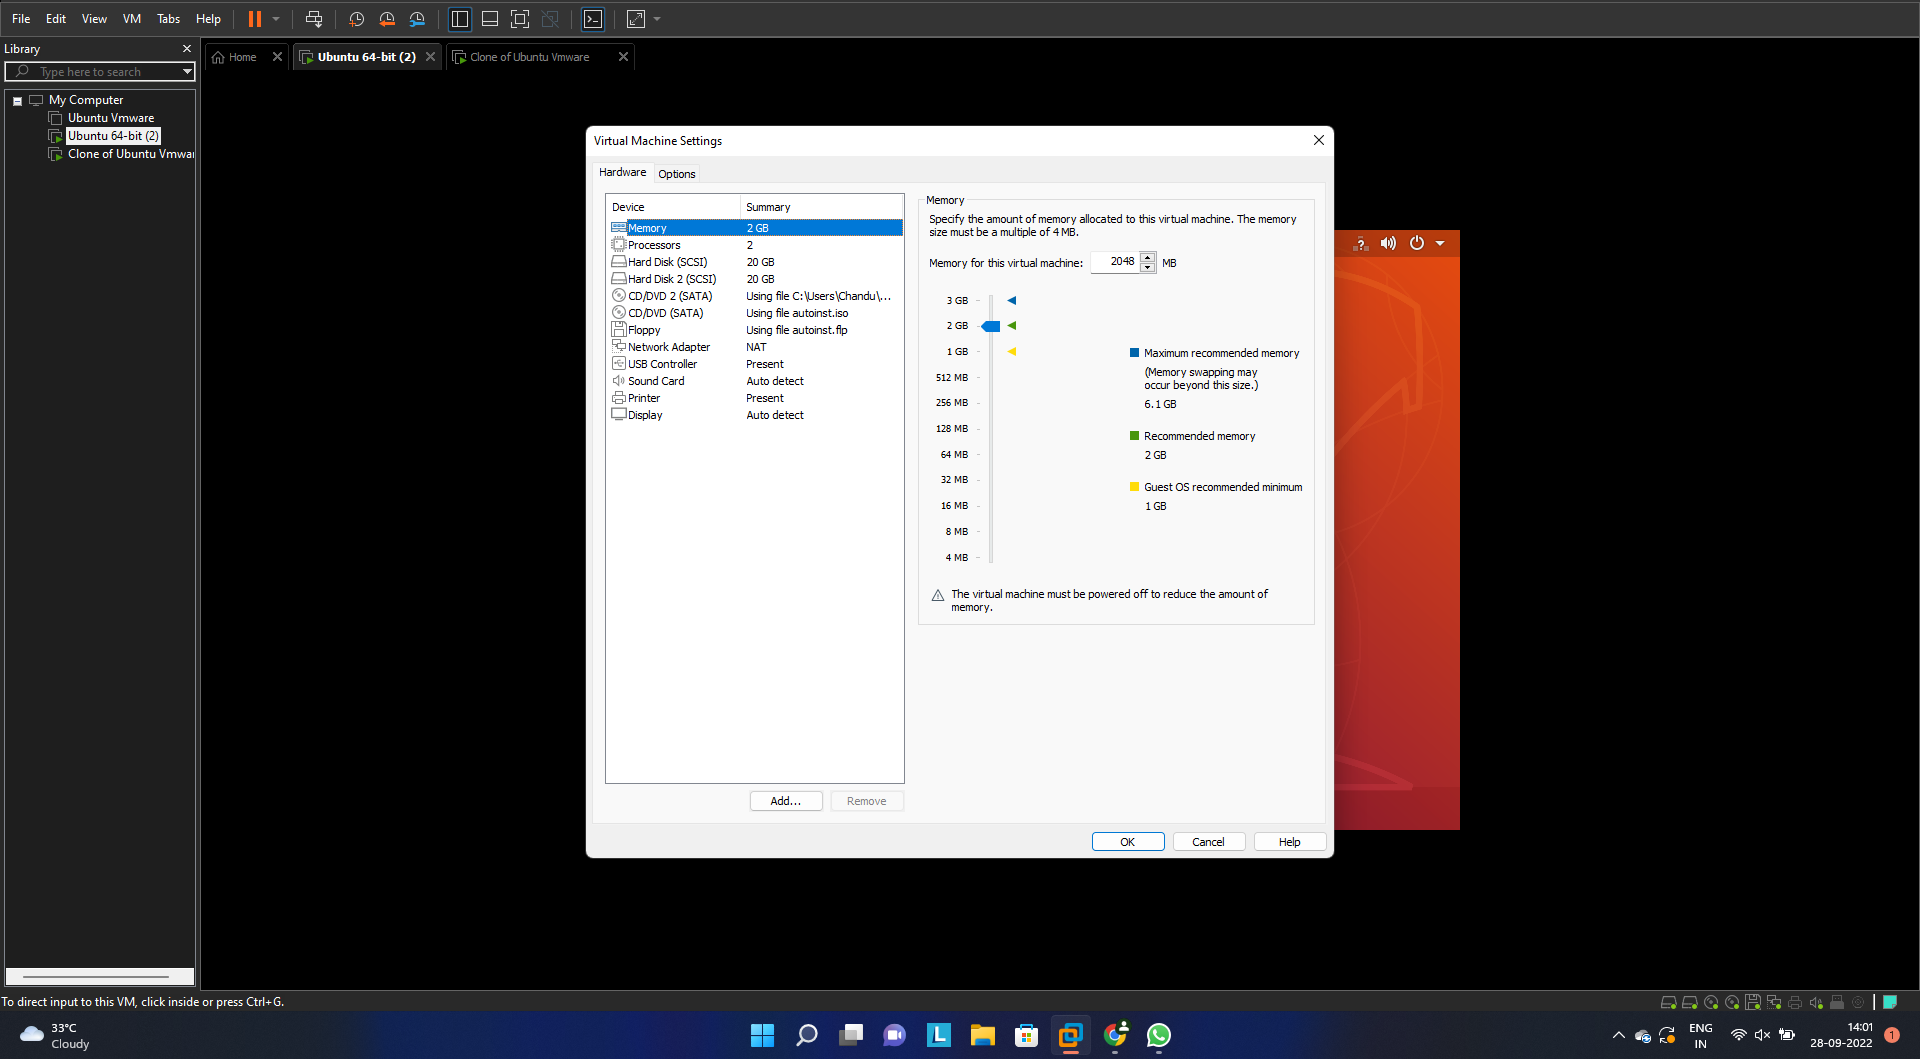 File Edit View VM Tabs Help
Library
Type here to search
My Computer
Ubuntu Vmware
Ubuntu 64-bit (2)
Clone of Ubuntu Vmwar
Home
Ubuntu 64-bit (2)
Clone of Ubuntu Vmware
Virtual Machine Settings
Hardware
Options
Device Summary
Memory 2 GB
Processors 2
Hard Disk (SCSI) 20 GB
Hard Disk 2 (SCSI) 20 GB
CD/DVD 2 (SATA) Using file C:\Users\Chandu\...
CD/DVD (SATA) Using file autoinst.iso
Floppy Using file autoinst.flp
Network Adapter NAT
USB Controller Present
Sound Card Auto detect
Printer Present
Display Auto detect
Add...
Remove
Memory
Specify the amount of memory allocated to this virtual machine. The memory
size must be a multiple of 4 MB.
Memory for this virtual machine: 2048 MB
3 GB
2 GB
1 GB
512 MB
256 MB
128 MB
64 MB
32 MB
16 MB
8 MB
4 MB
Maximum recommended memory
(Memory swapping may
occur beyond this size.)
6.1 GB
Recommended memory
2 GB
Guest OS recommended minimum
1 GB
The virtual machine must be powered off to reduce the amount of
memory.
OK
Cancel
Help
To direct input to this VM, click inside or press Ctrl+G.
33°C
Cloudy
L
ENG
IN
14:01
28-09-2022
1